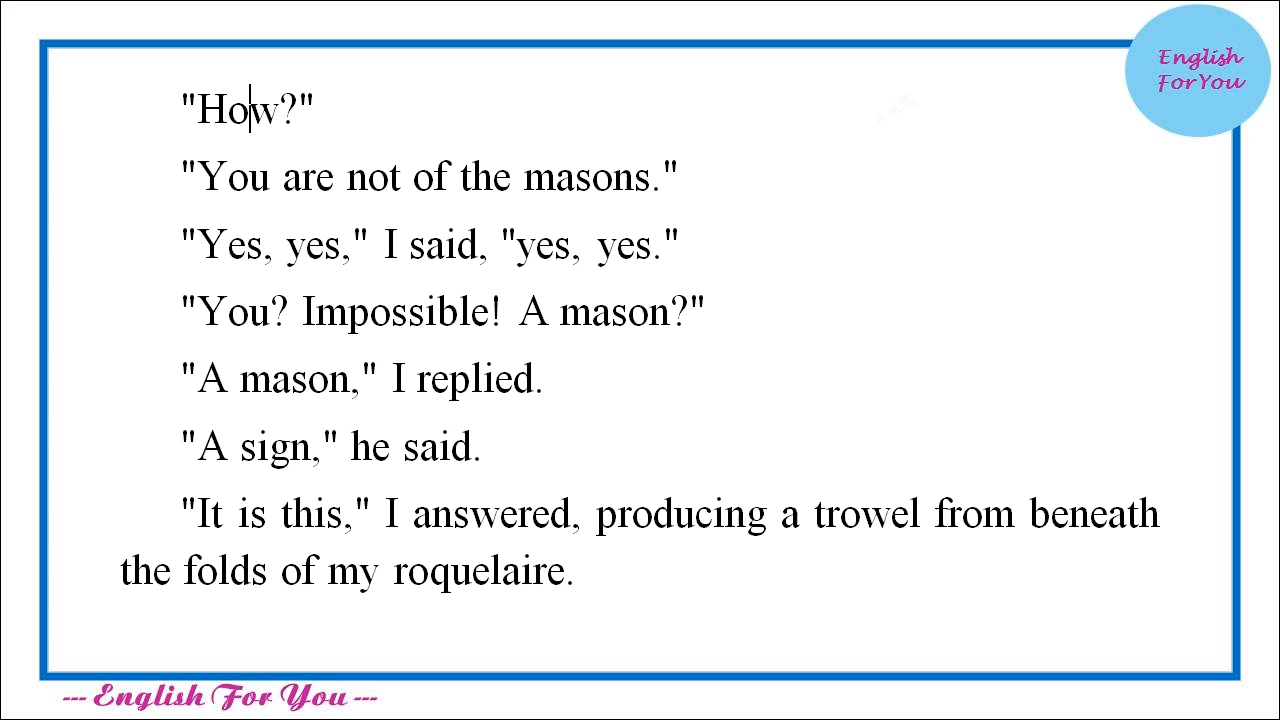 English
ForYou
"How?"
"You are not of the masons."
"Yes, yes," I said, "yes, yes."
"You? Impossible! A mason?"
"A mason," I replied.
"A sign," he said.
"It is this," I answered, producing a trowel from beneath
the folds of my roquelaire.
--- English For You ---